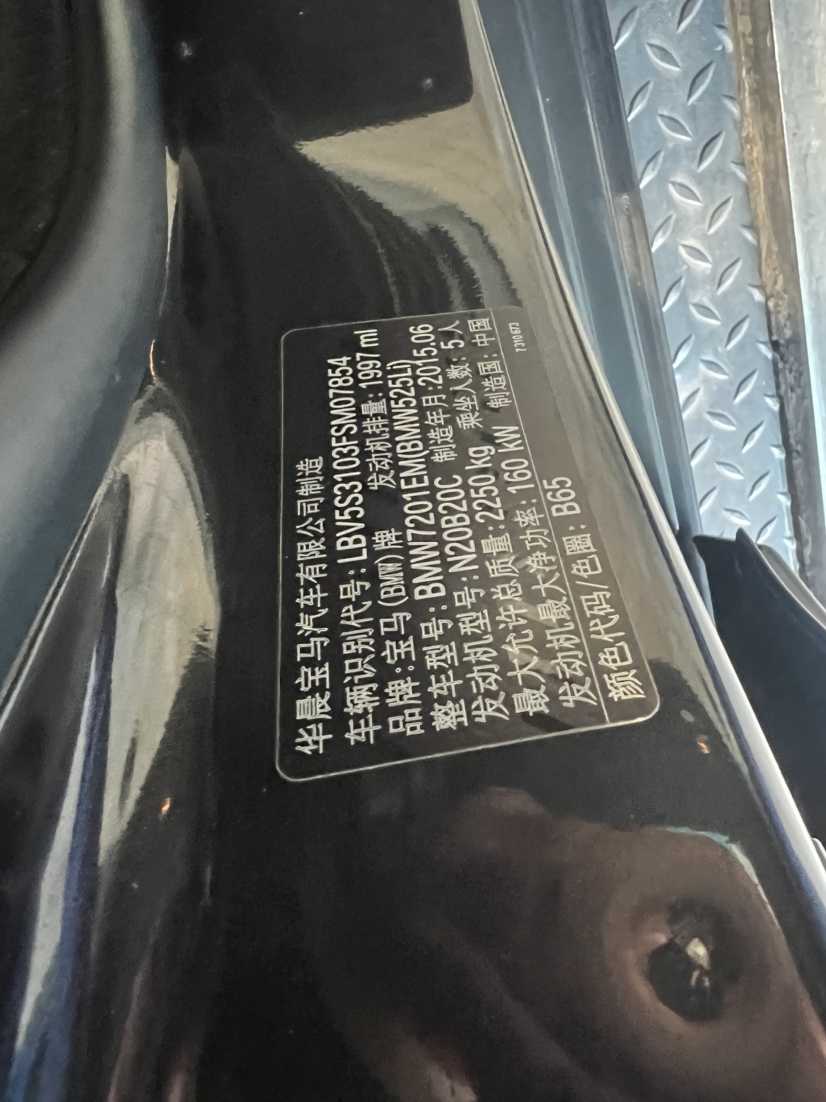 华晨宝马汽车有限公司制造
车辆识别代号: LBV5S3103FSM07854
品牌: 宝马(BMW)牌 发动机排量: 1997ml
整车型号: BMW7201EM(BMW525Li)
发动机型号: N20B20C 制造年月:2015.06
最大允许总质量: 2250 kg 乘坐人数: 5人
发动机最大净功率: 160 kW 制造国: 中国
颜色代码/色圈: B65
7 310 673